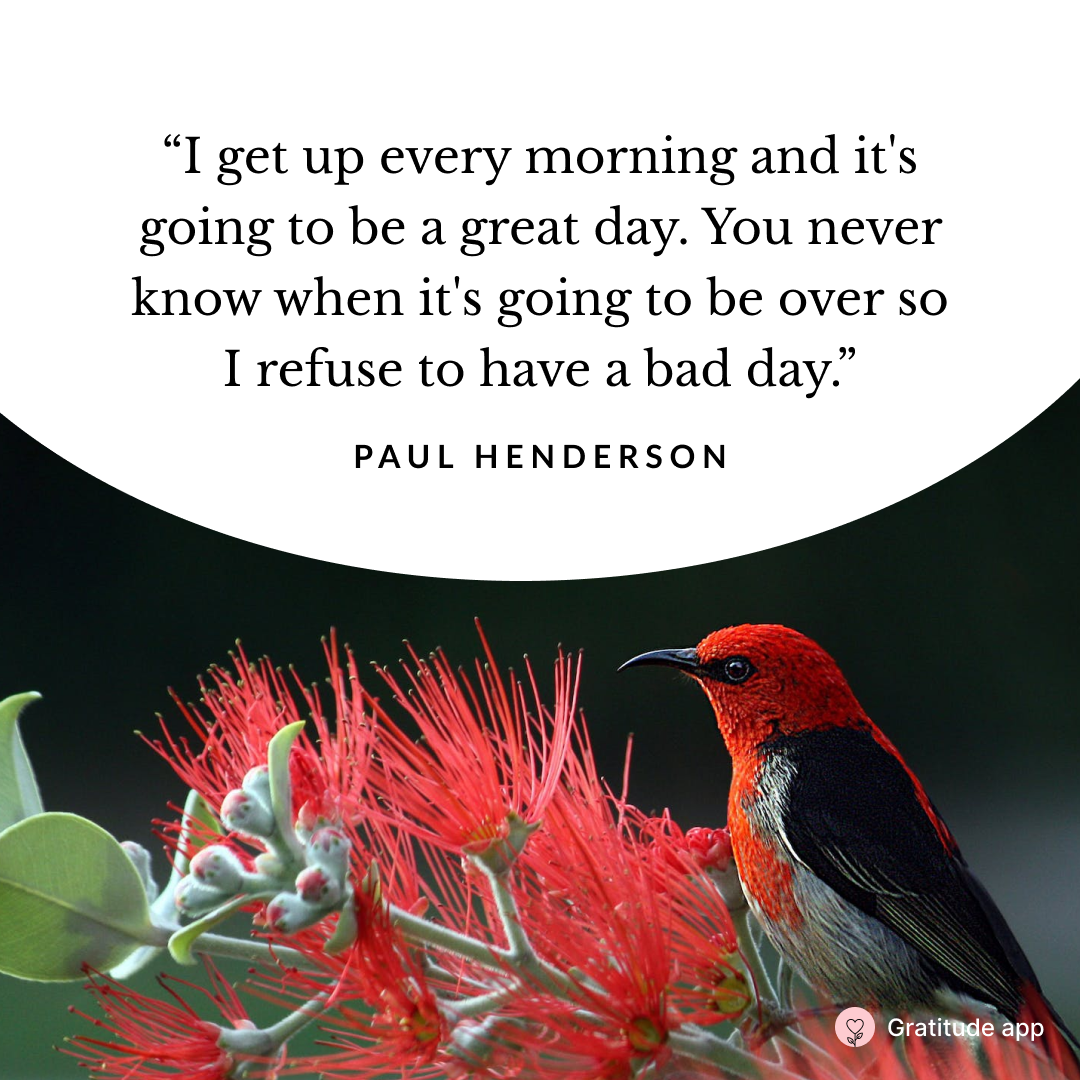 “I get up every morning and it's
going to be a great day. You never
know when it's going to be over so
I refuse to have a bad day.”
PAUL HENDERSON
Gratitude app